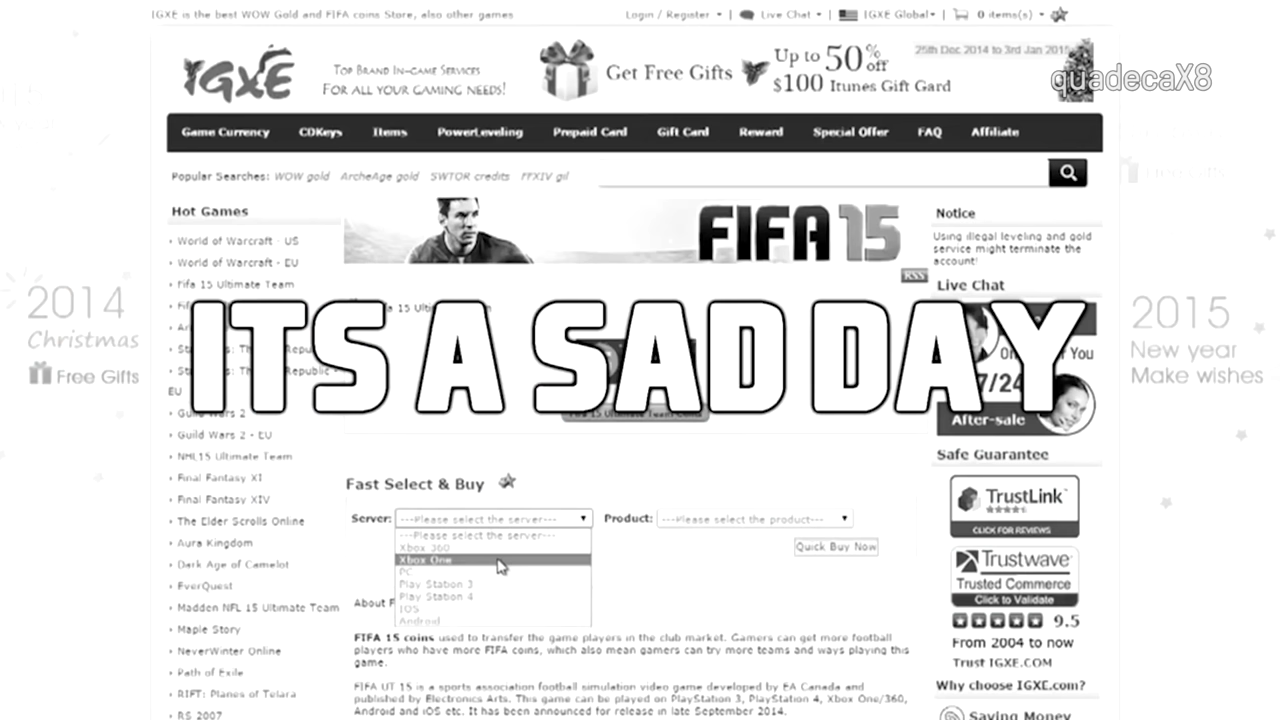 IGXE is the best WOW Gold and FIFA coins Store, also other games
Login / Register
Live Chat
IGXE Global
0 items(s)
IGXE
TOP BRAND IN-GAME SERVICES
FOR ALL YOUR GAMING NEEDS!
Get Free Gifts
Up to 50% off
$100 Itunes Gift Gard
25th Dec 2014 to 3rd Jan 2015
quadecaX8
Game Currency
CDKeys
Items
PowerLeveling
Prepaid Card
Gift Card
Reward
Special Offer
FAQ
Affiliate
Popular Searches: WOW gold ArcheAge gold SWTOR credits FFXIV gil
Free Gifts
Hot Games
World of Warcraft - US
World of Warcraft - EU
Fifa 15 Ultimate Team
Guild Wars 2
Guild Wars 2 - EU
NHL15 Ultimate Team
Final Fantasy XI
Final Fantasy XIV
The Elder Scrolls Online
Aura Kingdom
Dark Age of Camelot
EverQuest
Madden NFL 15 Ultimate Team
Maple Story
NeverWinter Online
Path of Exile
RIFT: Planes of Telara
RS 2007
2014
Christmas
Free Gifts
FIFA 15
RSS
ITS A SAD DAY
Fifa 15 Ultimate Team Coins
Fast Select & Buy
Server:
---Please select the server---
Product:
---Please select the product---
---Please select the server---
Xbox 360
Xbox One
PC
Play Station 3
Play Station 4
IOS
Android
Quick Buy Now
About F
FIFA 15 coins used to transfer the game players in the club market. Gamers can get more football
players who have more FIFA coins, which also mean gamers can try more teams and ways playing this
game.
FIFA UT 15 is a sports association football simulation video game developed by EA Canada and
published by Electronics Arts. This game can be played on PlayStation 3, PlayStation 4, Xbox One/360,
Android and iOS etc. It has been announced for release in late September 2014.
Notice
Using illegal leveling and gold
service might terminate the
account!
Live Chat
7/24
After-sale
Safe Guarantee
TrustLink
CLICK FOR REVIEWS
Trustwave
Trusted Commerce
Click to Validate
9.5
From 2004 to now
Trust IGXE.COM
Why choose IGXE.com?
Saving Money
2015
New year
Make wishes